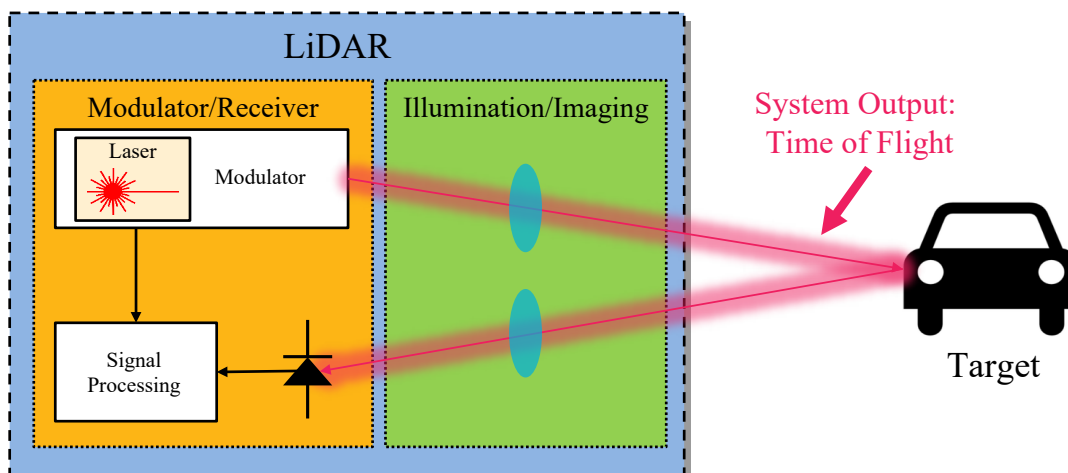 LiDAR
Modulator/Receiver
Illumination/Imaging
System Output:
Time of Flight
Laser
Modulator
Signal
Processing
Target